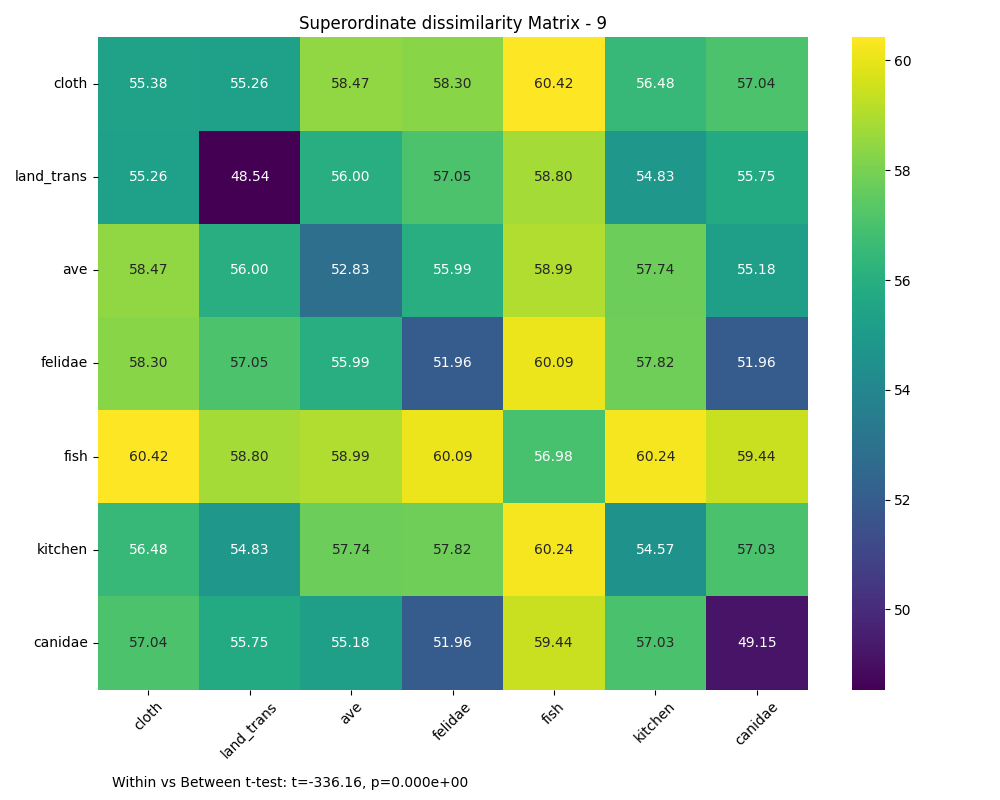 Superordinate dissimilarity Matrix - 9
cloth 55.38 55.26 58.47 58.30 60.42 56.48 57.04
land_trans 55.26 48.54 56.00 57.05 58.80 54.83 55.75
ave 58.47 56.00 52.83 55.99 58.99 57.74 55.18
felidae 58.30 57.05 55.99 51.96 60.09 57.82 51.96
fish 60.42 58.80 58.99 60.09 56.98 60.24 59.44
kitchen 56.48 54.83 57.74 57.82 60.24 54.57 57.03
canidae 57.04 55.75 55.18 51.96 59.44 57.03 49.15
cloth land_trans ave felidae fish kitchen canidae
60
58
56
54
52
50
Within vs Between t-test: t=-336.16, p=0.000e+00